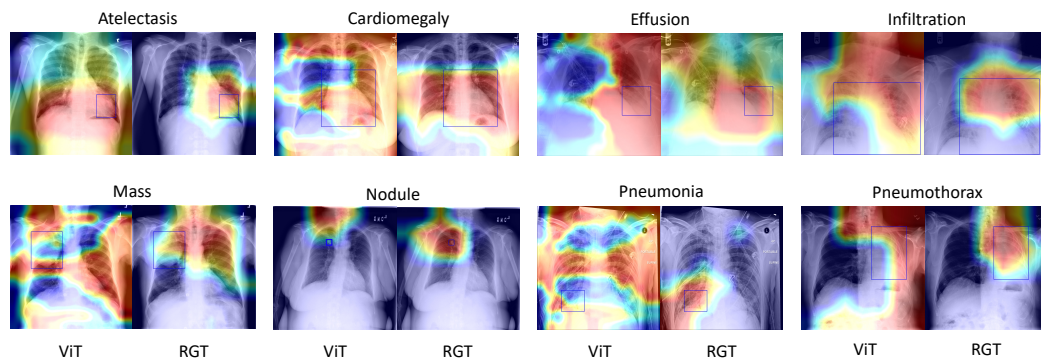 Atelectasis Cardiomegaly Effusion Infiltration
Mass Nodule Pneumonia Pneumothorax
ViT RGT ViT RGT ViT RGT ViT RGT